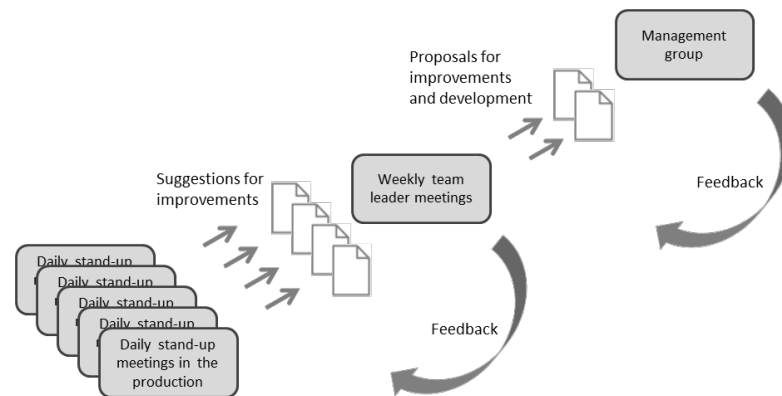 Management
group
Proposals for
improvements
and development
Feedback
Weekly team
leader meetings
Suggestions for
improvements
Feedback
Daily stand-up
Daily stand-up
Daily stand-up
Daily stand-up
Daily stand-up
meetings in the
production